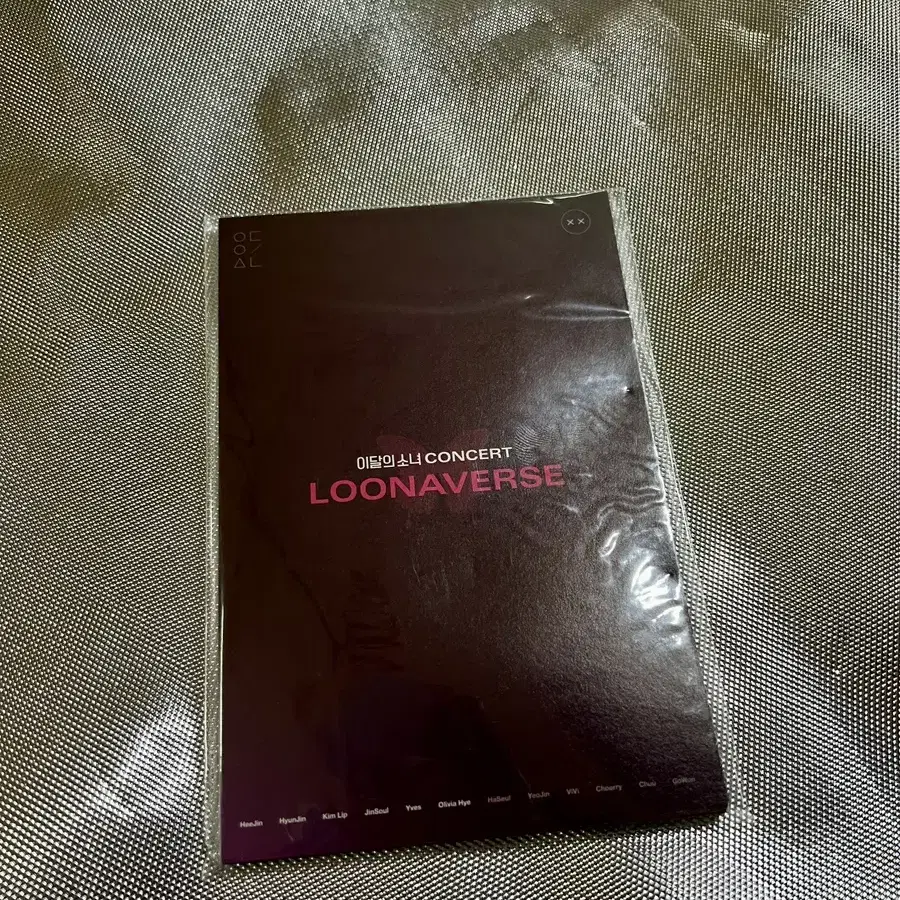 XX
이달의 소녀 CONCERT
LOONAVERSE
HeeJin HyunJin Kim Lip JinSoul Yves Olivia Hye HaSeul YeoJin ViVi Choerry Chuu GoWon